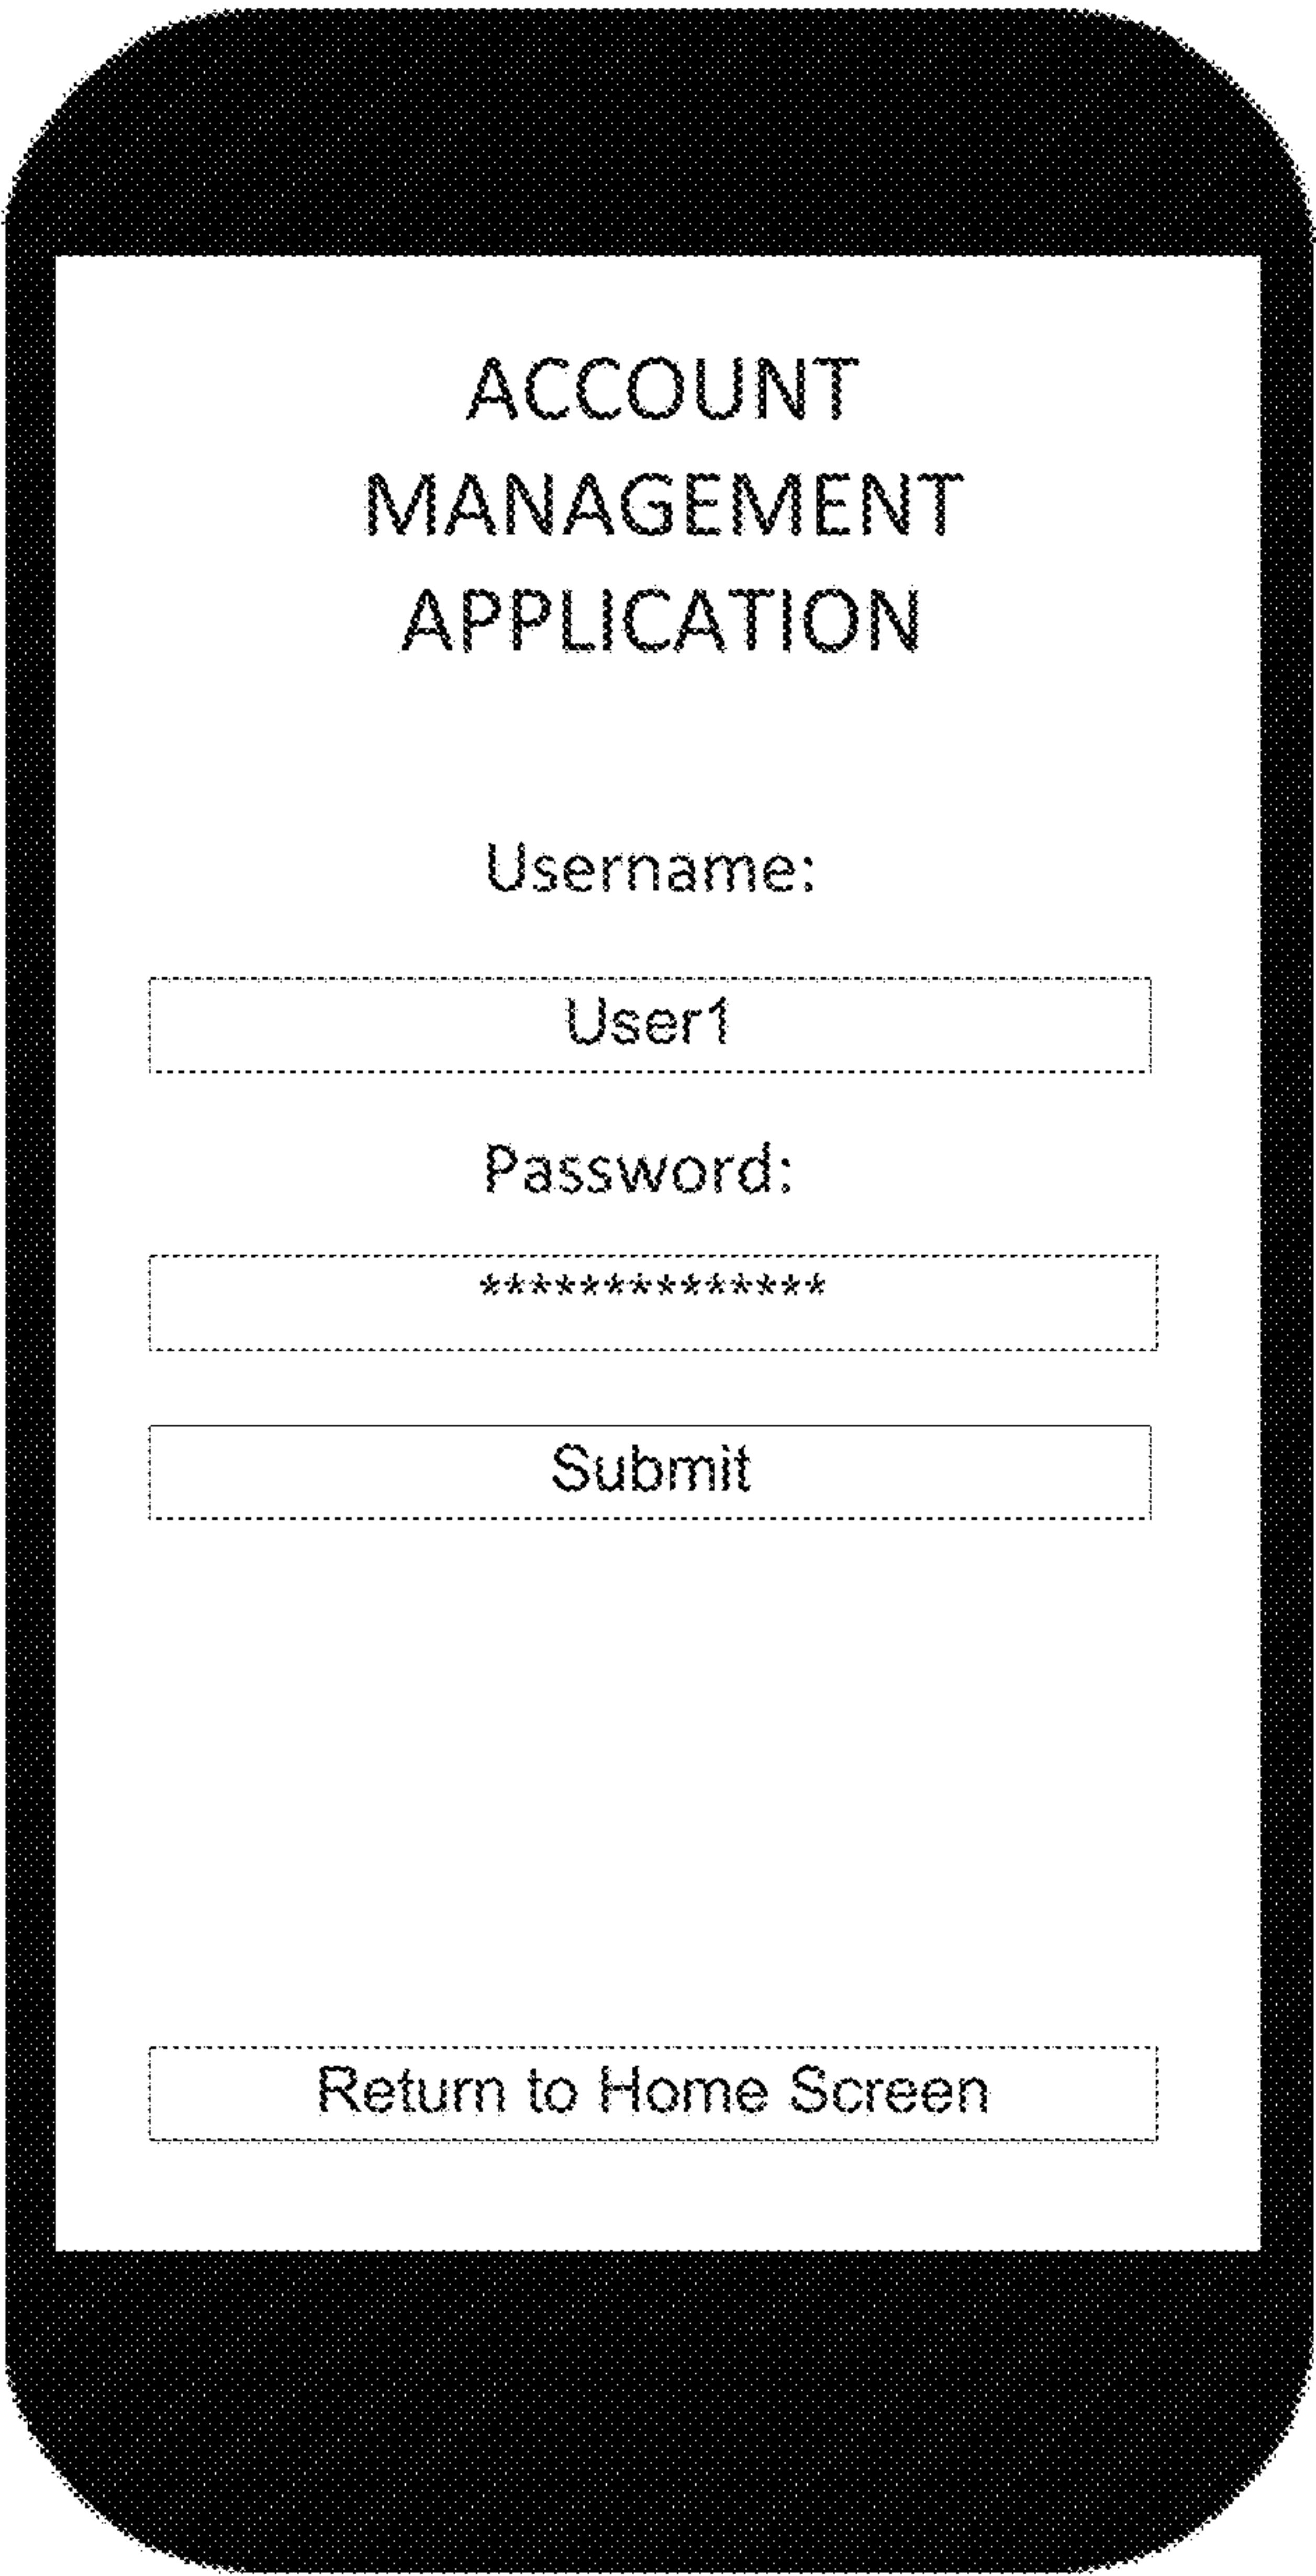 ACCOUNT
MANAGEMENT
APPLICATION
Username:
User1
Password:
**************
Submit
Return to Home Screen